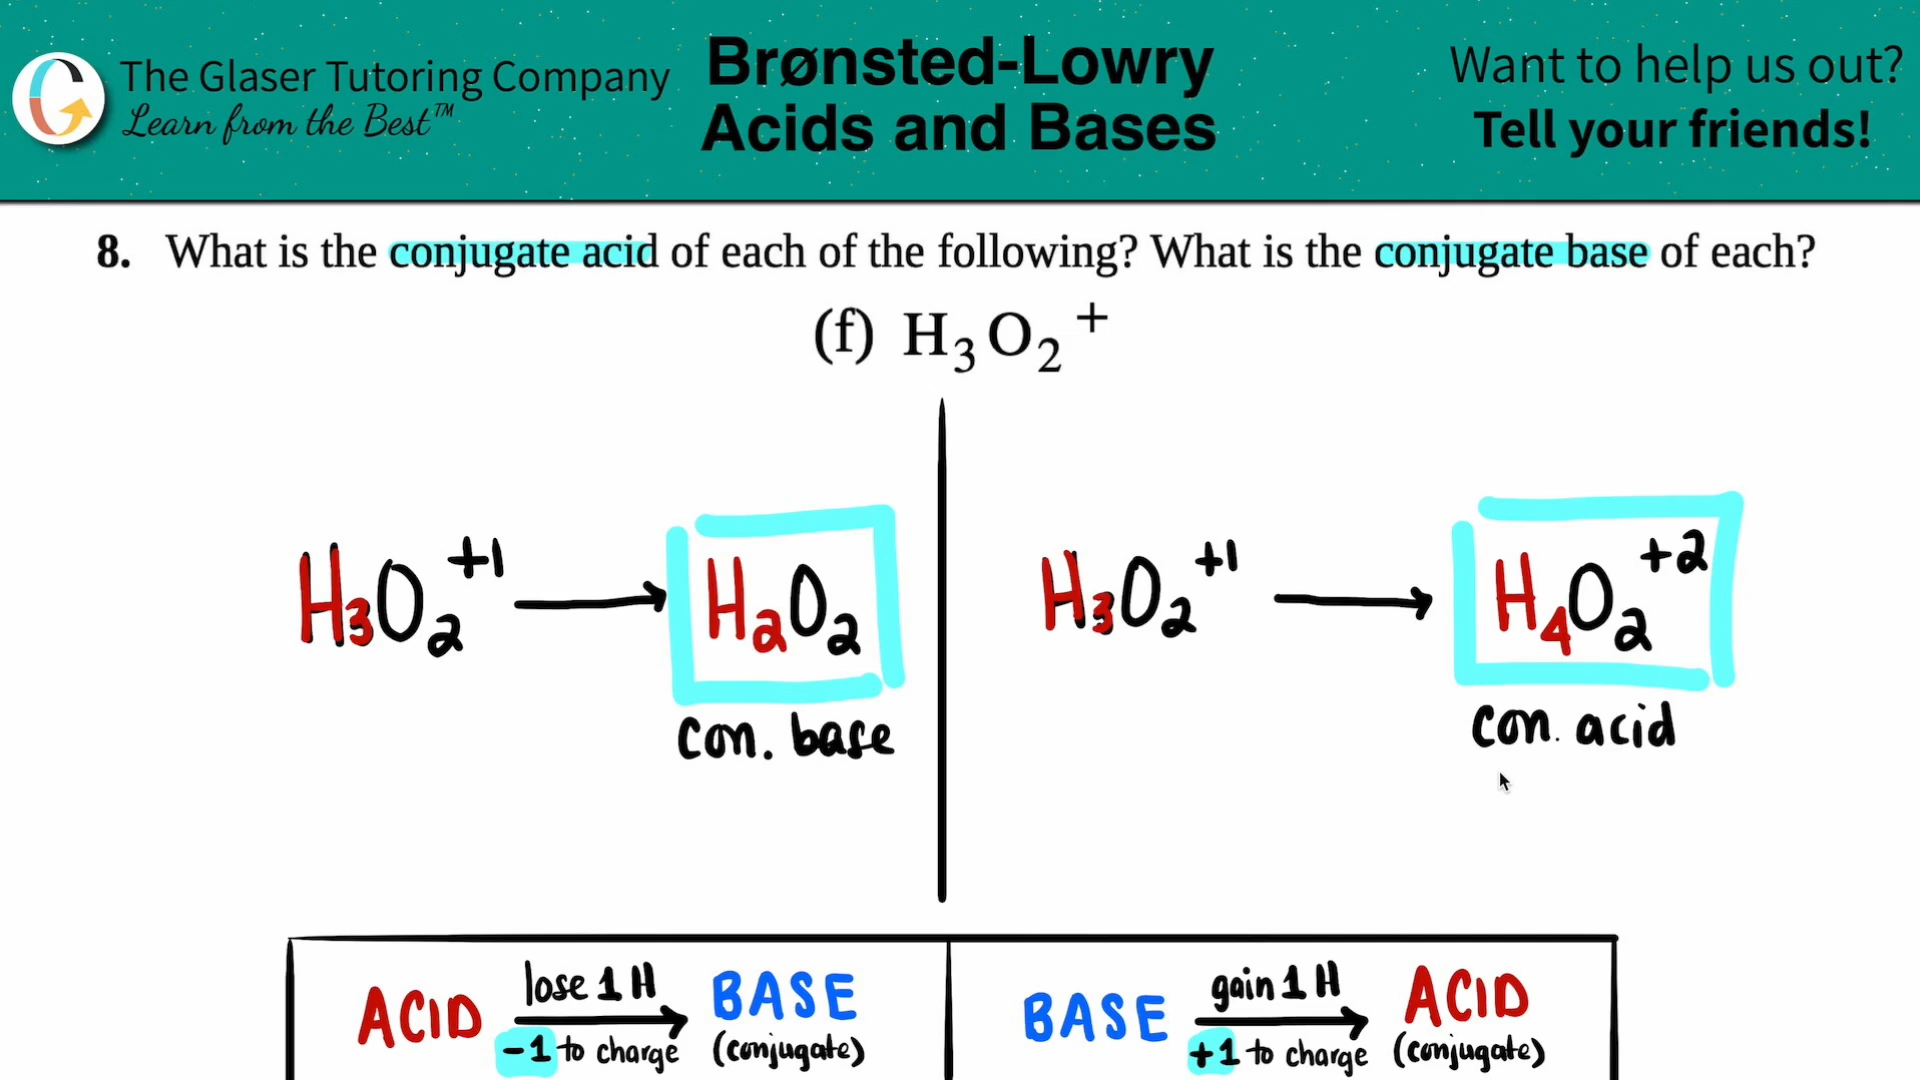 The Glaser Tutoring Company
Learn from the Best™
Brønsted-Lowry
Acids and Bases
Want to help us out?
Tell your friends!
8. What is the conjugate acid of each of the following? What is the conjugate base of each?
(f) H₃O₂⁺
H₃O₂⁺¹ → H₂O₂
con. base
H₃O₂⁺¹ → H₄O₂⁺²
con. acid
ACID lose 1 H → BASE
-1 to charge (conjugate)
BASE gain 1 H → ACID
+1 to charge (conjugate)